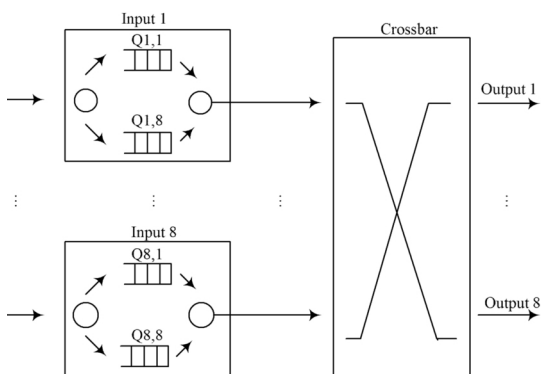 Input 1
Crossbar
Q1,1
Output 1
Q1,8
Input 8
Q8,1
Output 8
Q8,8